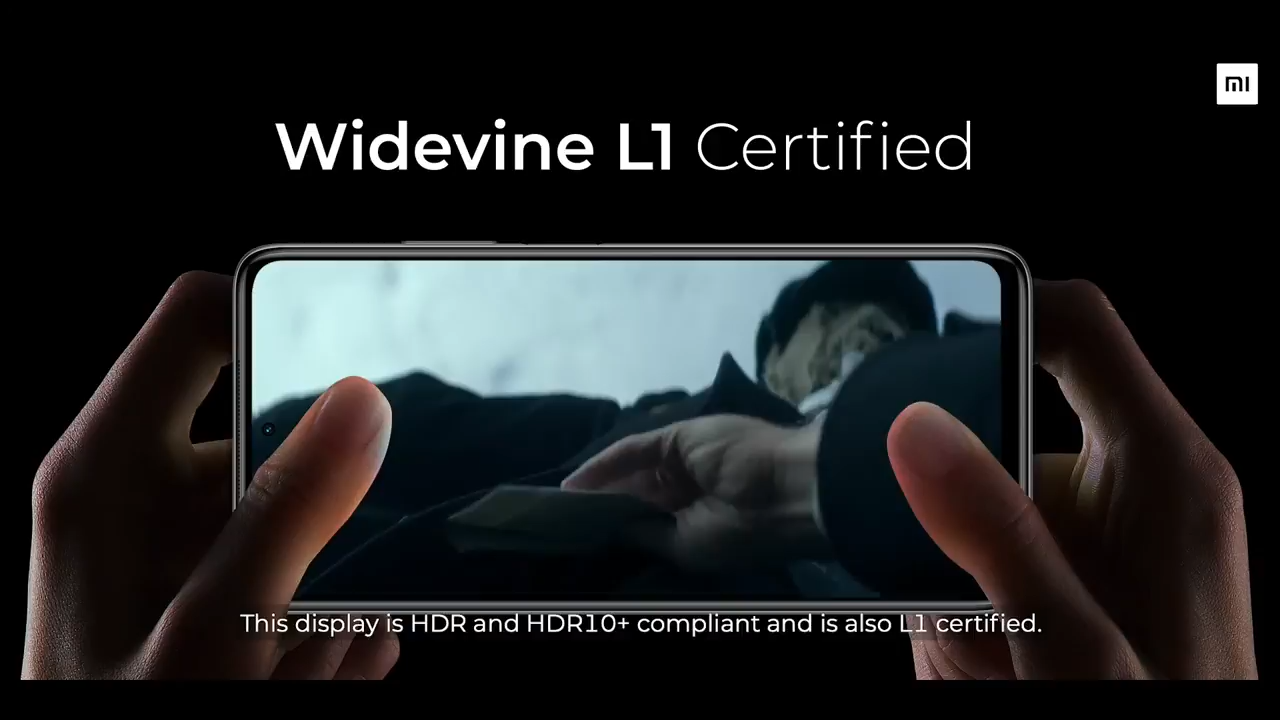 mi
Widevine L1 Certified
This display is HDR and HDR10+ compliant and is also L1 certified.